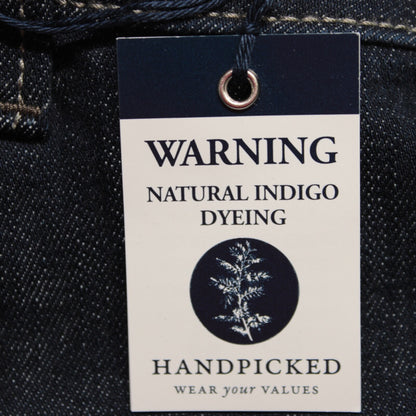 WARNING
NATURAL INDIGO
DYEING
HANDPICKED
WEAR your VALUES